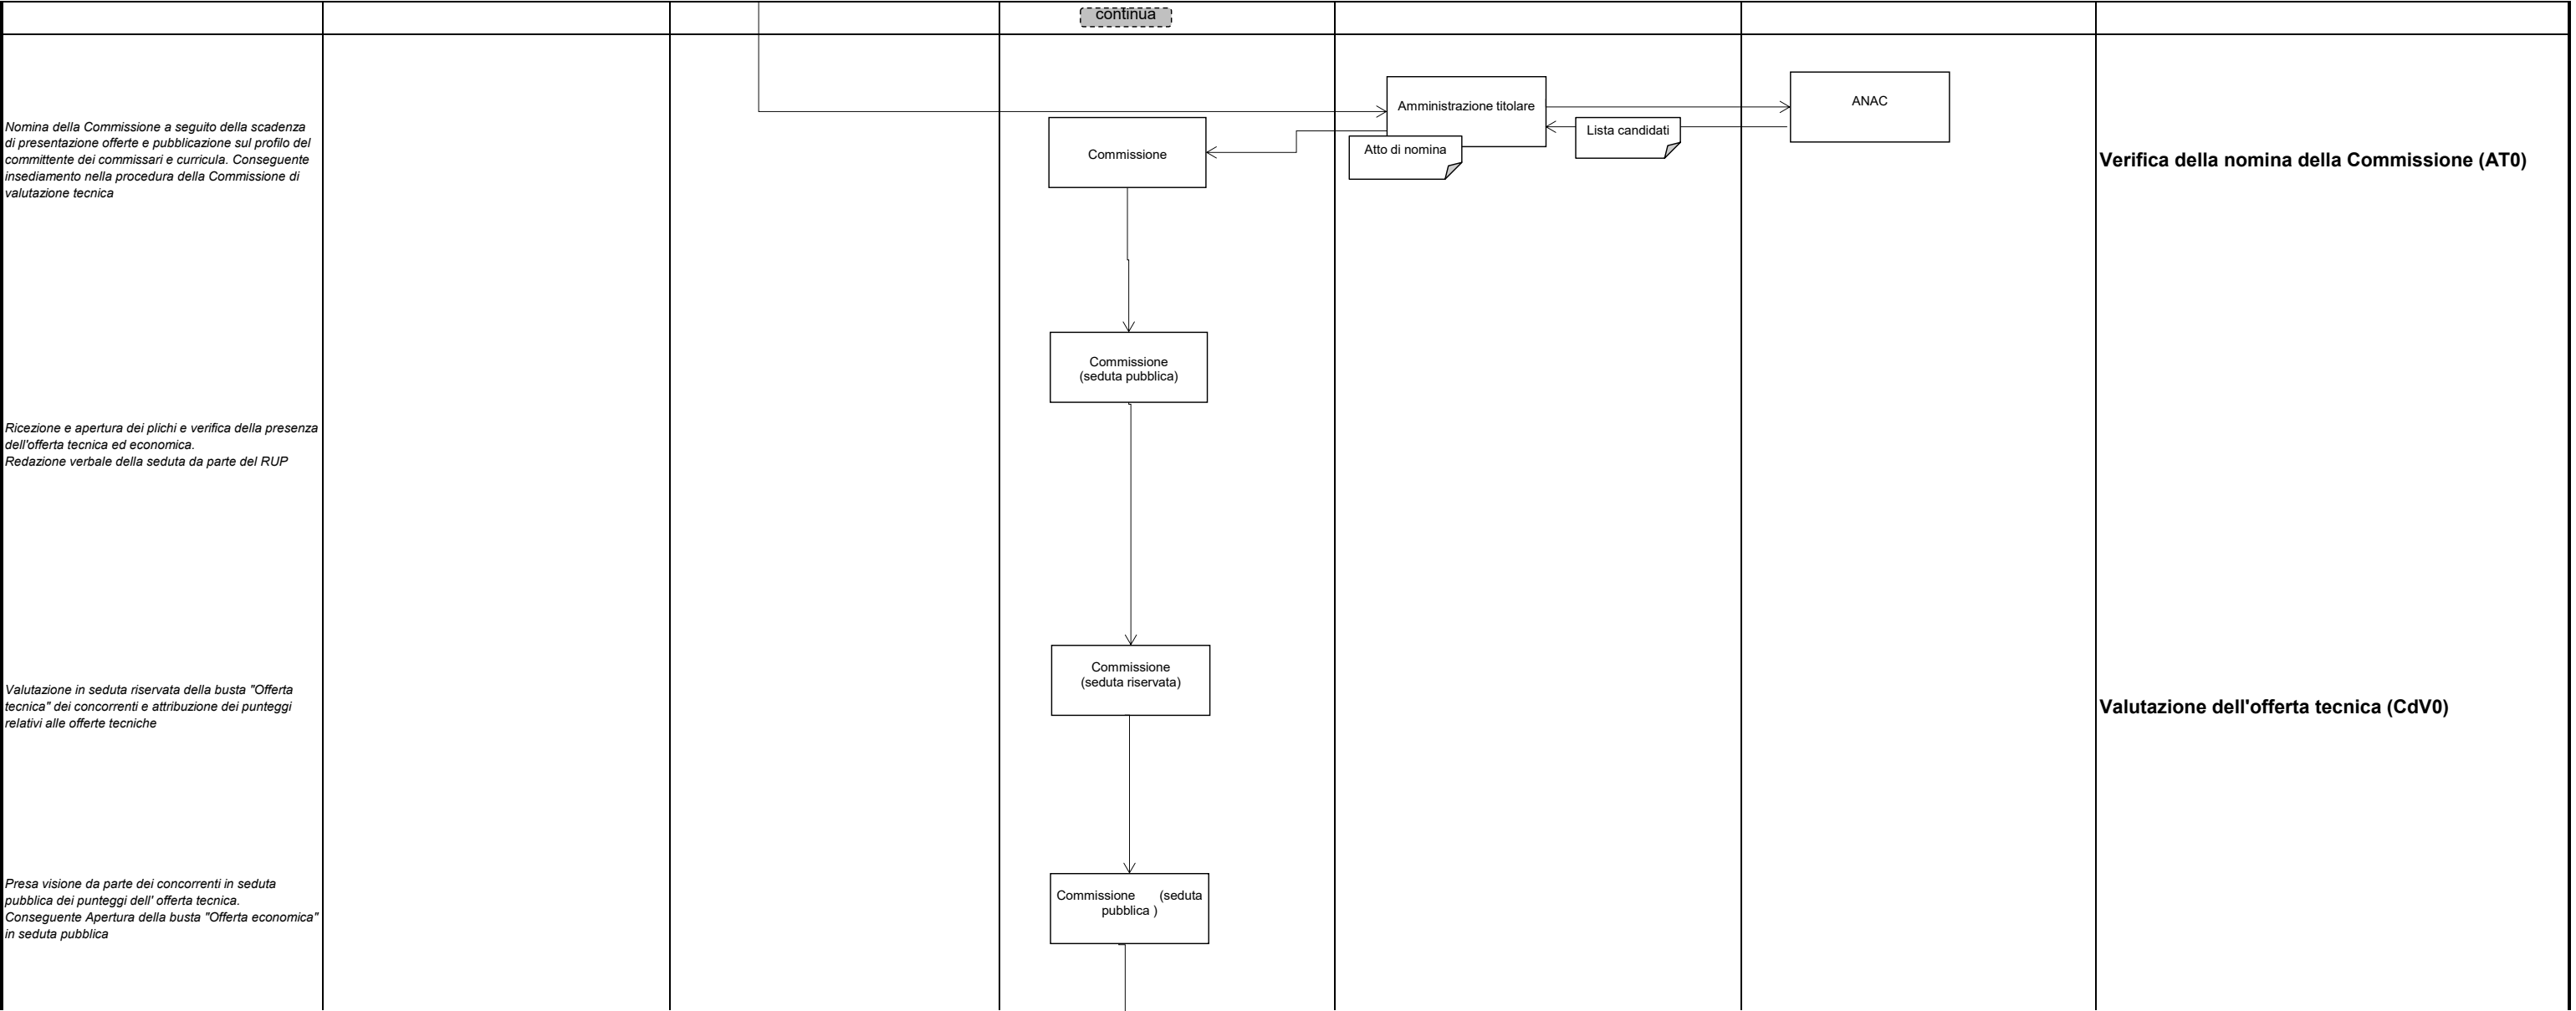 continua
Nomina della Commissione a seguito della scadenza
di presentazione offerte e pubblicazione sul profilo del
committente dei commissari e curricula. Conseguente
insediamento nella procedura della Commissione di
valutazione tecnica
Commissione
Amministrazione titolare
Atto di nomina
Lista candidati
ANAC
Verifica della nomina della Commissione (AT0)
Commissione
(seduta pubblica)
Ricezione e apertura dei plichi e verifica della presenza
dell'offerta tecnica ed economica.
Redazione verbale della seduta da parte del RUP
Commissione
(seduta riservata)
Valutazione in seduta riservata della busta "Offerta
tecnica" dei concorrenti e attribuzione dei punteggi
relativi alle offerte tecniche
Valutazione dell'offerta tecnica (CdV0)
Presa visione da parte dei concorrenti in seduta
pubblica dei punteggi dell' offerta tecnica.
Conseguente Apertura della busta "Offerta economica"
in seduta pubblica
Commissione (seduta
pubblica )